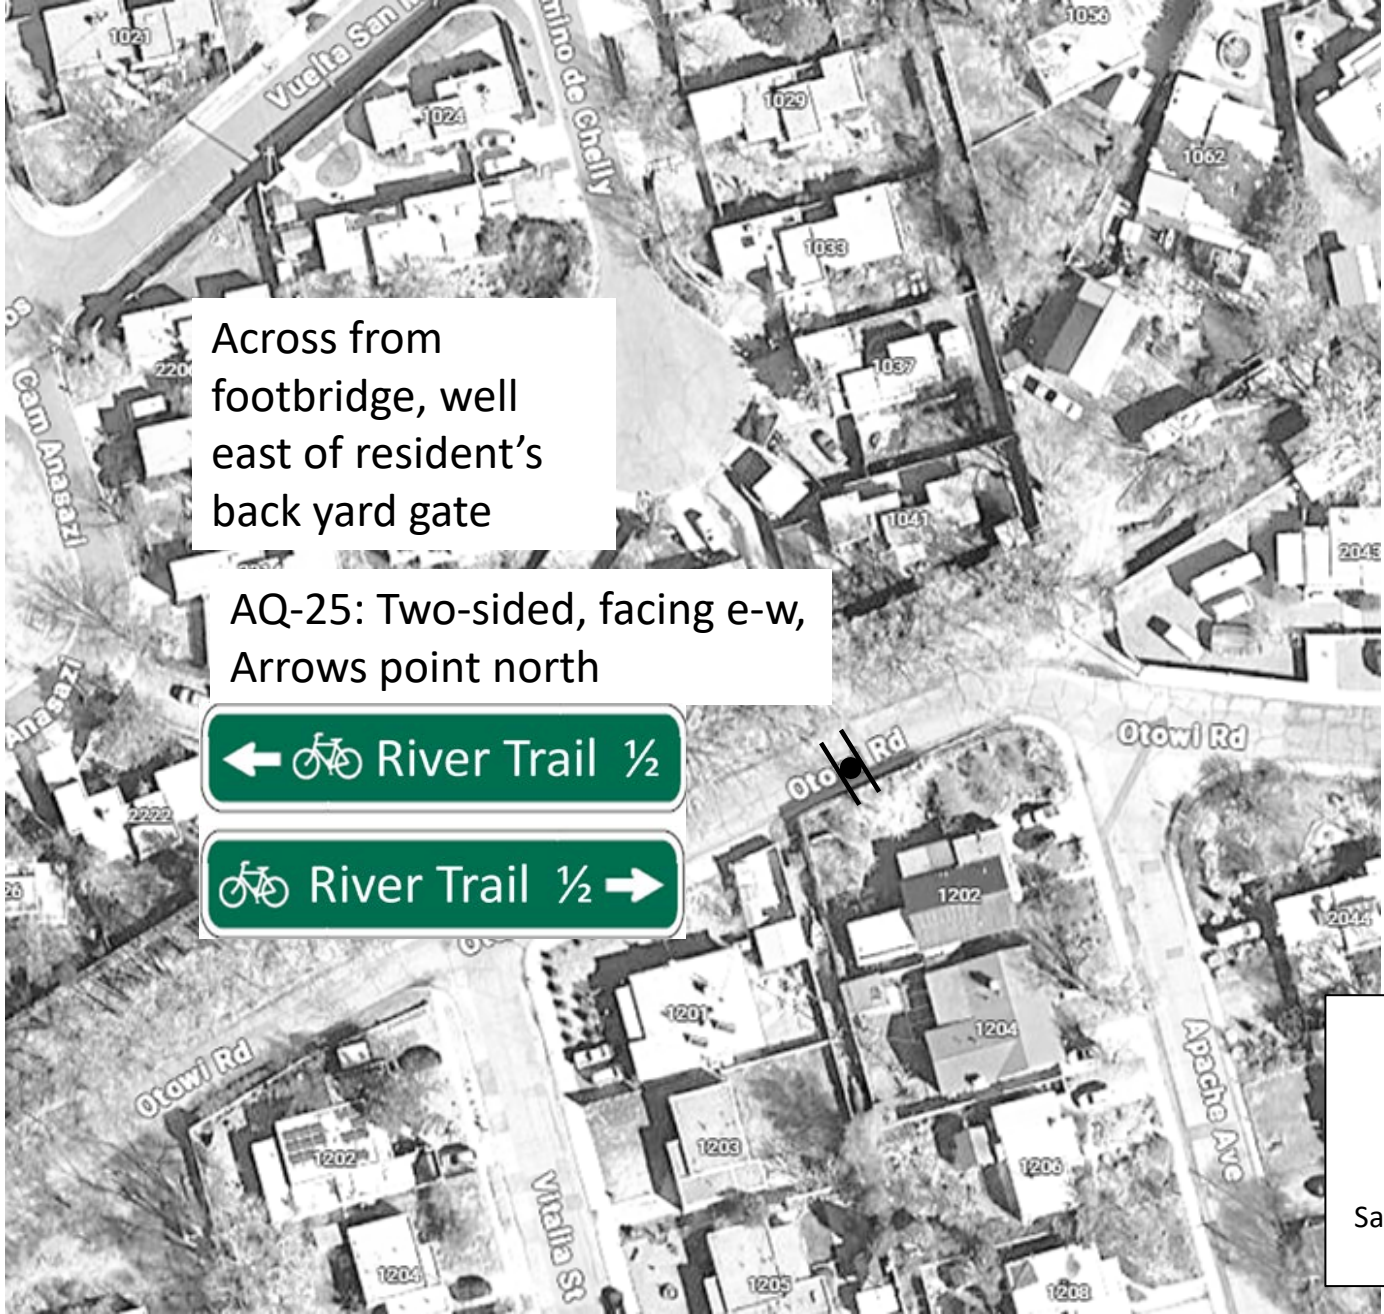 1021
Vuelta San
1024
mino de Chelly
1029
1056
1062
1033
1037
1041
2043
Cam Anasazi
Across from
footbridge, well
east of resident's
back yard gate
AQ-25: Two-sided, facing e-w,
Arrows point north
← River Trail ½
River Trail ½ →
Anasazi
2222
26
Otowi Rd
Otowi Rd
1202
2044
1201
1204
Otowi Rd
Apache Ave
1203
1202
1206
Vitalia St
1204
1205
1208
Sa